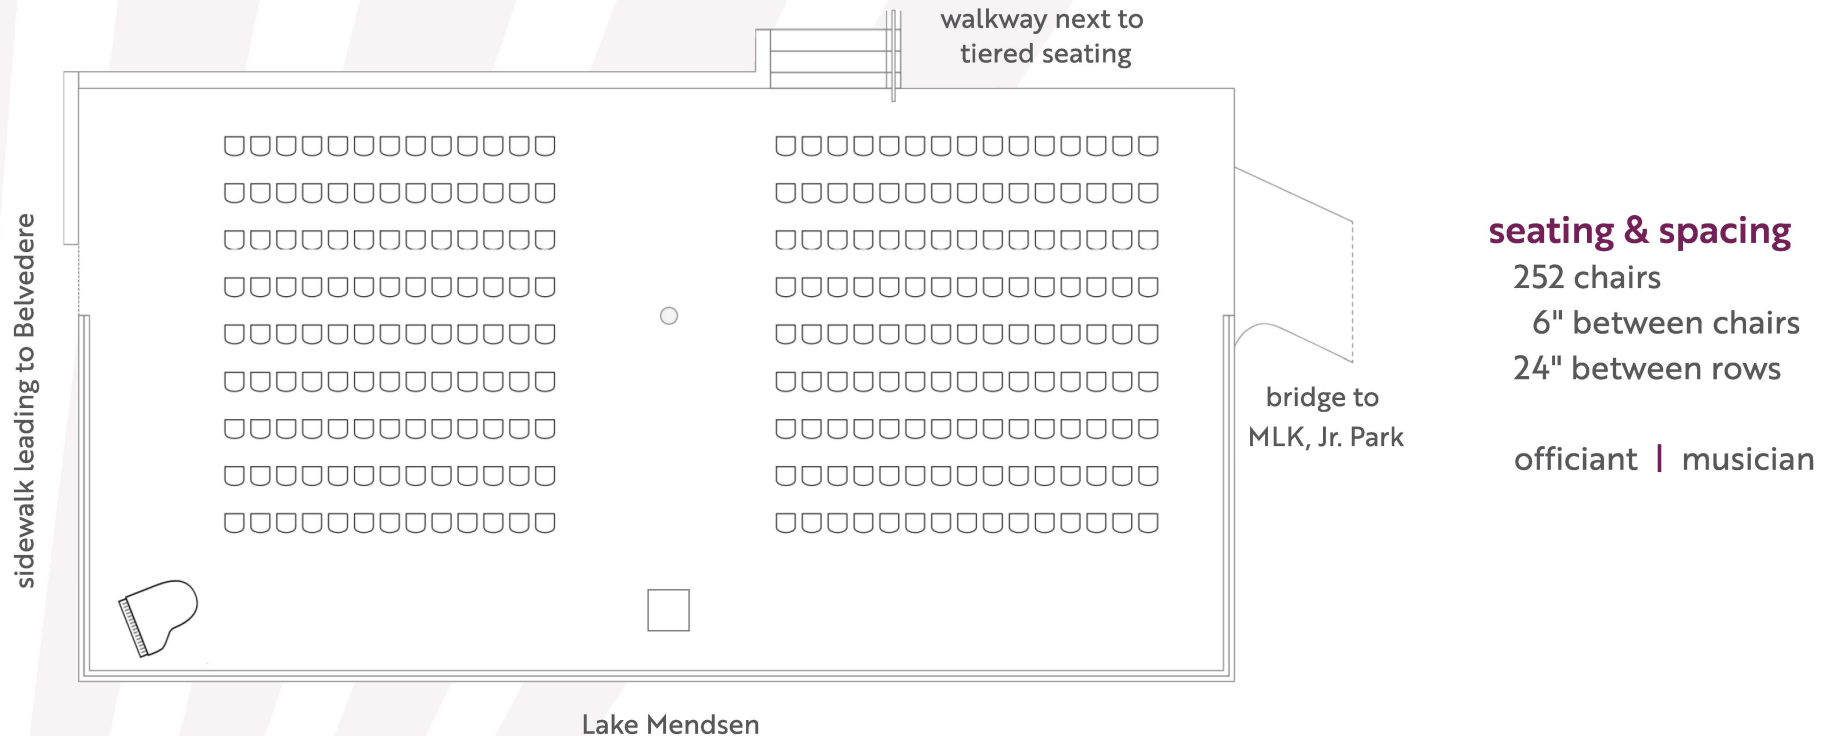 walkway next to
tiered seating
sidewalk leading to Belvedere
bridge to
MLK, Jr. Park
Lake Mendsen
seating & spacing
252 chairs
6" between chairs
24" between rows
officiant | musician